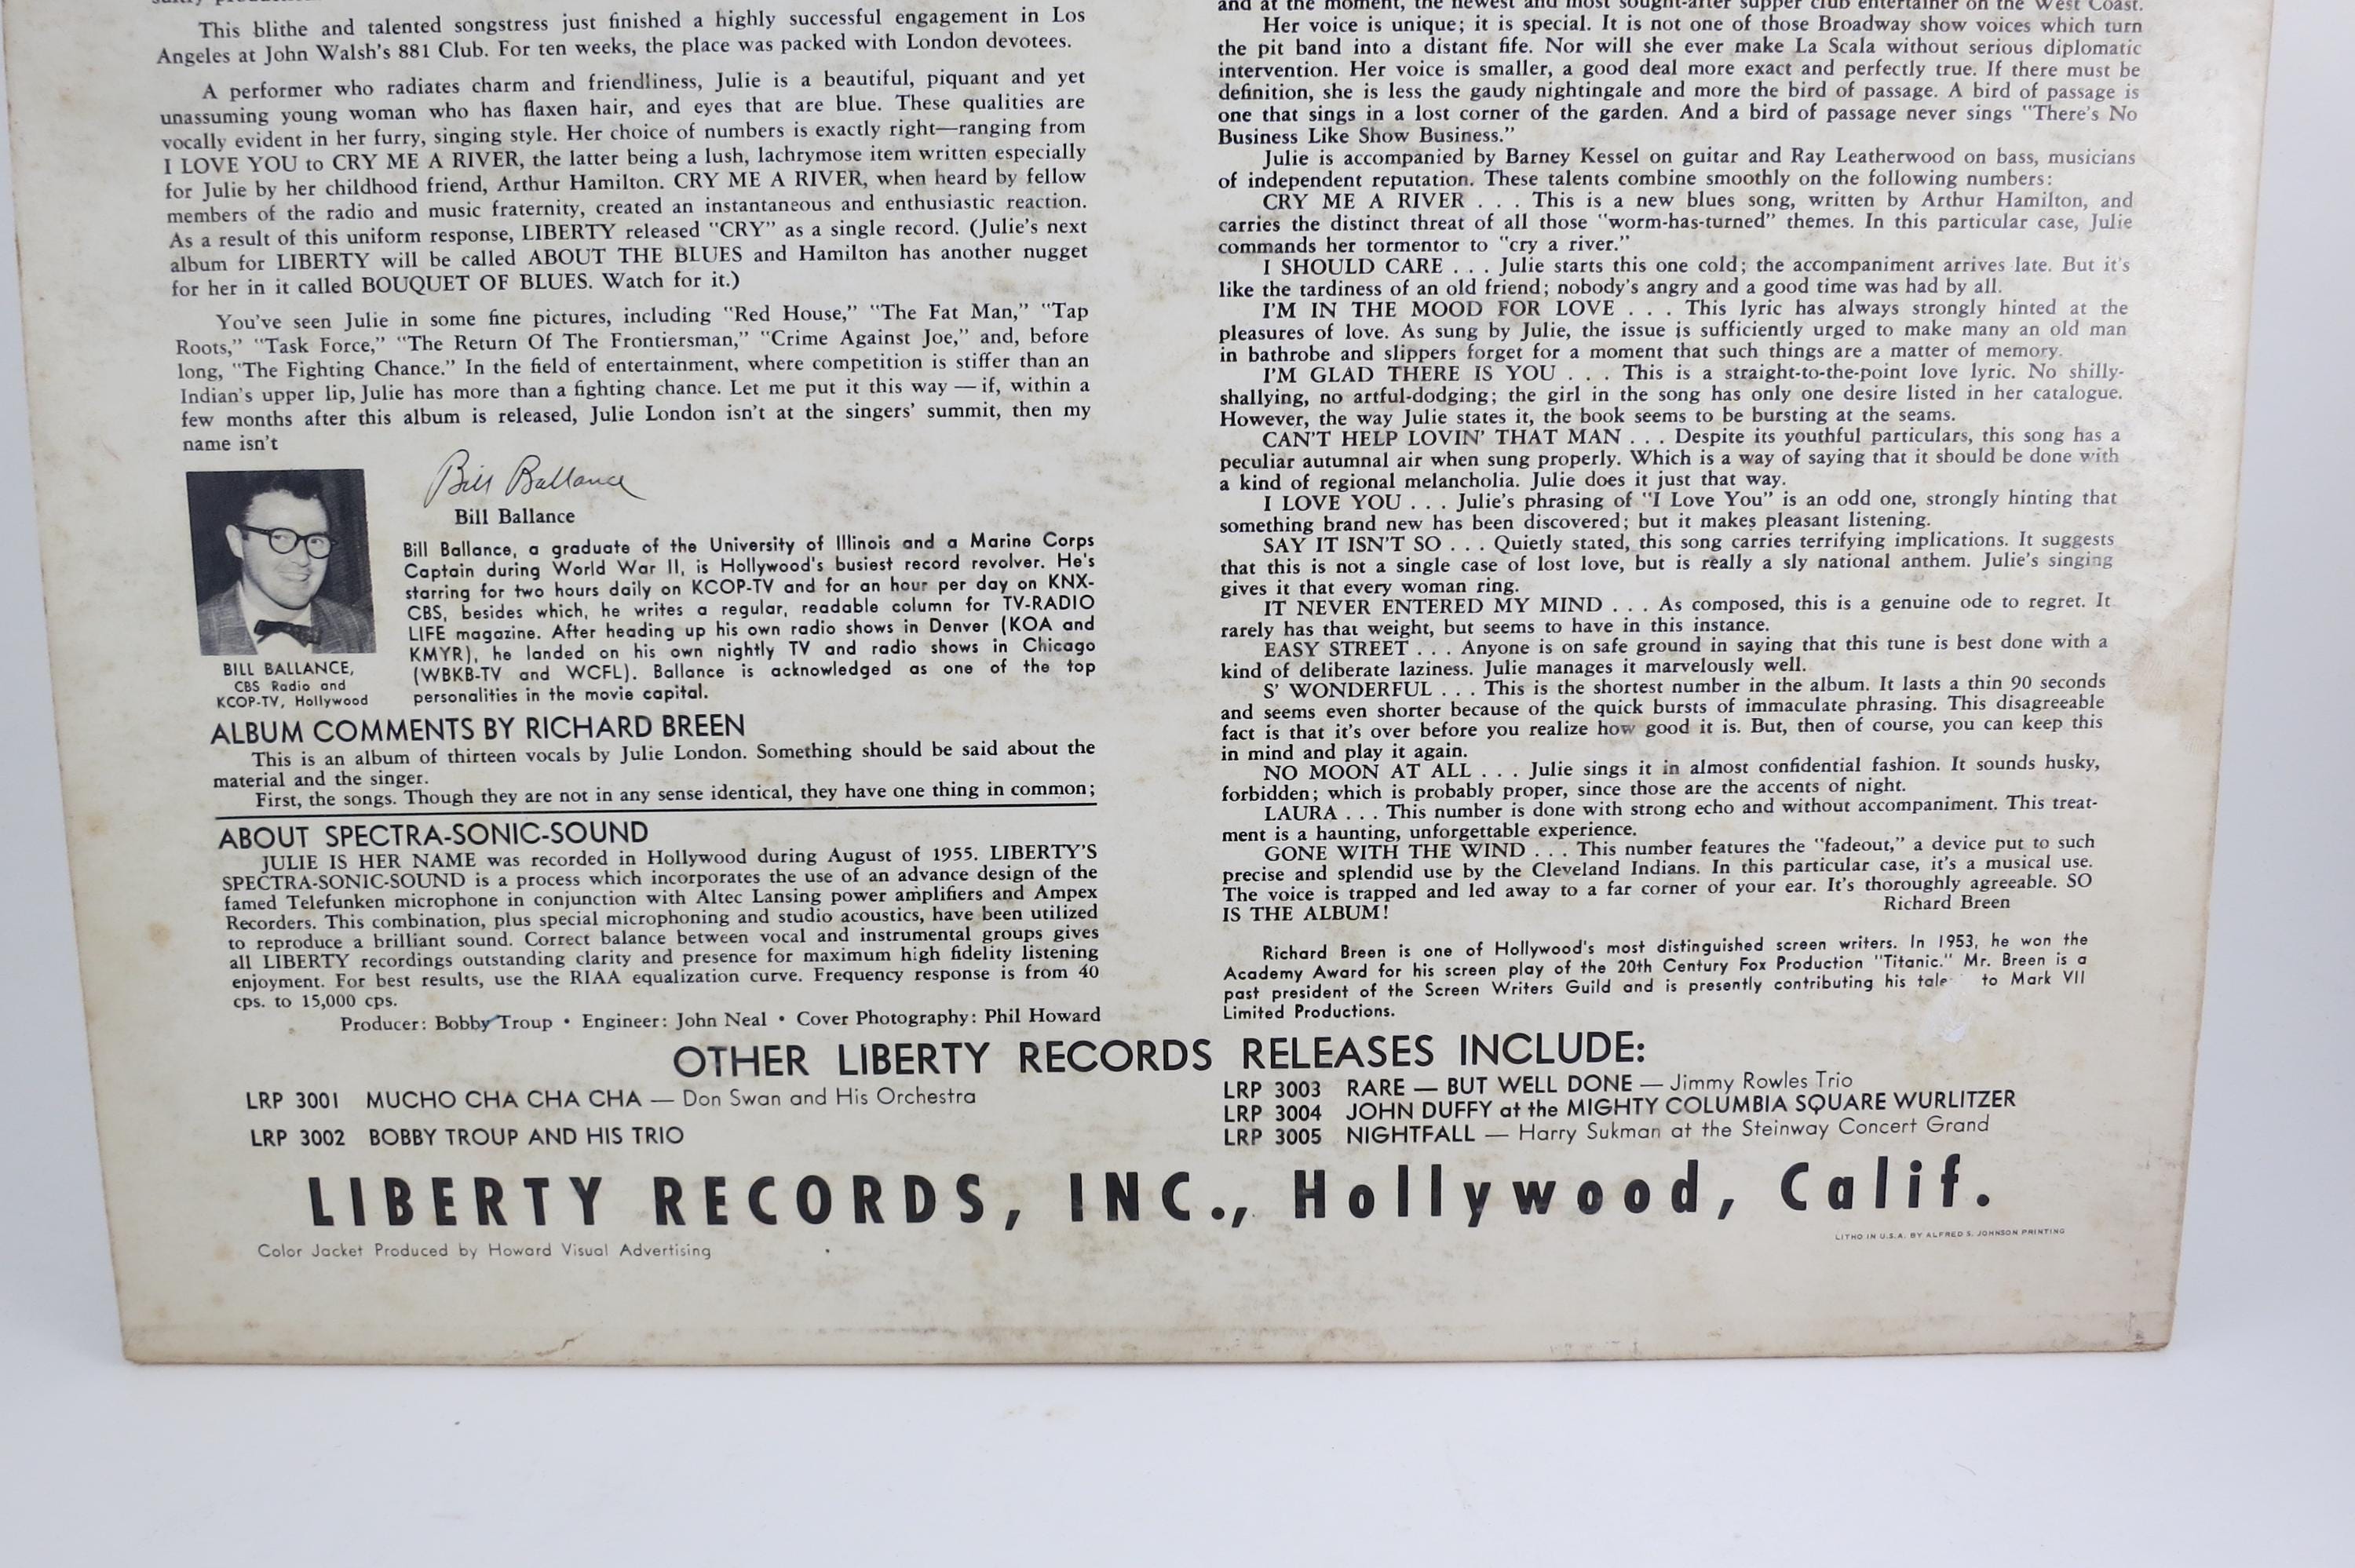 This blithe and talented songstress just finished a highly successful engagement in Los
Angeles at John Walsh's 881 Club. For ten weeks, the place was packed with London devotees.
A performer who radiates charm and friendliness, Julie is a beautiful, piquant and yet
unassuming young woman who has flaxen hair, and eyes that are blue. These qualities are
vocally evident in her furry, singing style. Her choice of numbers is exactly right—ranging from
I LOVE YOU to CRY ME A RIVER, the latter being a lush, lachrymose item written especially
for Julie by her childhood friend, Arthur Hamilton. CRY ME A RIVER, when heard by fellow
members of the radio and music fraternity, created an instantaneous and enthusiastic reaction.
As a result of this uniform response, LIBERTY released "CRY" as a single record. (Julie's next
album for LIBERTY will be called ABOUT THE BLUES and Hamilton has another nugget
for her in it called BOUQUET OF BLUES. Watch for it.)
You've seen Julie in some fine pictures, including "Red House," "The Fat Man," "Tap
Roots," "Task Force," "The Return Of The Frontiersman," "Crime Against Joe," and, before
long, "The Fighting Chance." In the field of entertainment, where competition is stiffer than an
Indian's upper lip, Julie has more than a fighting chance. Let me put it this way — if, within a
few months after this album is released, Julie London isn't at the singers' summit, then my
name isn't
Bill Ballance
Bill Ballance
Bill Ballance, a graduate of the University of Illinois and a Marine Corps
Captain during World War II, is Hollywood's busiest record revolver. He's
starring for two hours daily on KCOP-TV and for an hour per day on KNX-
CBS, besides which, he writes a regular, readable column for TV-RADIO
LIFE magazine. After heading up his own radio shows in Denver (KOA and
KMYR), he landed on his own nightly TV and radio shows in Chicago
(WBKB-TV and WCFL). Ballance is acknowledged as one of the top
personalities in the movie capital.
BILL BALLANCE,
CBS Radio and
KCOP-TV, Hollywood
ALBUM COMMENTS BY RICHARD BREEN
This is an album of thirteen vocals by Julie London. Something should be said about the
material and the singer.
First, the songs. Though they are not in any sense identical, they have one thing in common;
ABOUT SPECTRA-SONIC-SOUND
JULIE IS HER NAME was recorded in Hollywood during August of 1955. LIBERTY'S
SPECTRA-SONIC-SOUND is a process which incorporates the use of an advance design of the
famed Telefunken microphone in conjunction with Altec Lansing power amplifiers and Ampex
Recorders. This combination, plus special microphoning and studio acoustics, have been utilized
to reproduce a brilliant sound. Correct balance between vocal and instrumental groups gives
all LIBERTY recordings outstanding clarity and presence for maximum high fidelity listening
enjoyment. For best results, use the RIAA equalization curve. Frequency response is from 40
cps. to 15,000 cps.
Producer: Bobby Troup • Engineer: John Neal • Cover Photography: Phil Howard
and at the moment, the newest and most sought-after supper club entertainer on the West Coast.
Her voice is unique; it is special. It is not one of those Broadway show voices which turn
the pit band into a distant fife. Nor will she ever make La Scala without serious diplomatic
intervention. Her voice is smaller, a good deal more exact and perfectly true. If there must be
definition, she is less the gaudy nightingale and more the bird of passage. A bird of passage is
one that sings in a lost corner of the garden. And a bird of passage never sings "There's No
Business Like Show Business."
Julie is accompanied by Barney Kessel on guitar and Ray Leatherwood on bass, musicians
of independent reputation. These talents combine smoothly on the following numbers:
CRY ME A RIVER . . . This is a new blues song, written by Arthur Hamilton, and
carries the distinct threat of all those "worm-has-turned" themes. In this particular case, Julie
commands her tormentor to "cry a river."
I SHOULD CARE . . . Julie starts this one cold; the accompaniment arrives late. But it's
like the tardiness of an old friend; nobody's angry and a good time was had by all.
I'M IN THE MOOD FOR LOVE . . . This lyric has always strongly hinted at the
pleasures of love. As sung by Julie, the issue is sufficiently urged to make many an old man
in bathrobe and slippers forget for a moment that such things are a matter of memory.
I'M GLAD THERE IS YOU . . . This is a straight-to-the-point love lyric. No shilly-
shallying, no artful-dodging; the girl in the song has only one desire listed in her catalogue.
However, the way Julie states it, the book seems to be bursting at the seams.
CAN'T HELP LOVIN' THAT MAN . . . Despite its youthful particulars, this song has a
peculiar autumnal air when sung properly. Which is a way of saying that it should be done with
a kind of regional melancholia. Julie does it just that way.
I LOVE YOU . . . Julie's phrasing of "I Love You" is an odd one, strongly hinting that
something brand new has been discovered; but it makes pleasant listening.
SAY IT ISN'T SO . . . Quietly stated, this song carries terrifying implications. It suggests
that this is not a single case of lost love, but is really a sly national anthem. Julie's singing
gives it that every woman ring.
IT NEVER ENTERED MY MIND . . . As composed, this is a genuine ode to regret. It
rarely has that weight, but seems to have in this instance.
EASY STREET . . . Anyone is on safe ground in saying that this tune is best done with a
kind of deliberate laziness. Julie manages it marvelously well.
S' WONDERFUL . . . This is the shortest number in the album. It lasts a thin 90 seconds
and seems even shorter because of the quick bursts of immaculate phrasing. This disagreeable
fact is that it's over before you realize how good it is. But, then of course, you can keep this
in mind and play it again.
NO MOON AT ALL . . . Julie sings it in almost confidential fashion. It sounds husky,
forbidden; which is probably proper, since those are the accents of night.
LAURA . . . This number is done with strong echo and without accompaniment. This treat-
ment is a haunting, unforgettable experience.
GONE WITH THE WIND . . . This number features the "fadeout," a device put to such
precise and splendid use by the Cleveland Indians. In this particular case, it's a musical use.
The voice is trapped and led away to a far corner of your ear. It's thoroughly agreeable. SO
IS THE ALBUM!
Richard Breen
Richard Breen is one of Hollywood's most distinguished screen writers. In 1953, he won the
Academy Award for his screen play of the 20th Century Fox Production "Titanic." Mr. Breen is a
past president of the Screen Writers Guild and is presently contributing his tale to Mark VII
Limited Productions.
OTHER LIBERTY RECORDS RELEASES INCLUDE:
LRP 3001 MUCHO CHA CHA CHA — Don Swan and His Orchestra
LRP 3002 BOBBY TROUP AND HIS TRIO
LRP 3003 RARE — BUT WELL DONE — Jimmy Rowles Trio
LRP 3004 JOHN DUFFY at the MIGHTY COLUMBIA SQUARE WURLITZER
LRP 3005 NIGHTFALL — Harry Sukman at the Steinway Concert Grand
LIBERTY RECORDS, INC., Hollywood, Calif.
Color Jacket Produced by Howard Visual Advertising
LITHO IN U.S.A. BY ALFRED S. JOHNSON PRINTING